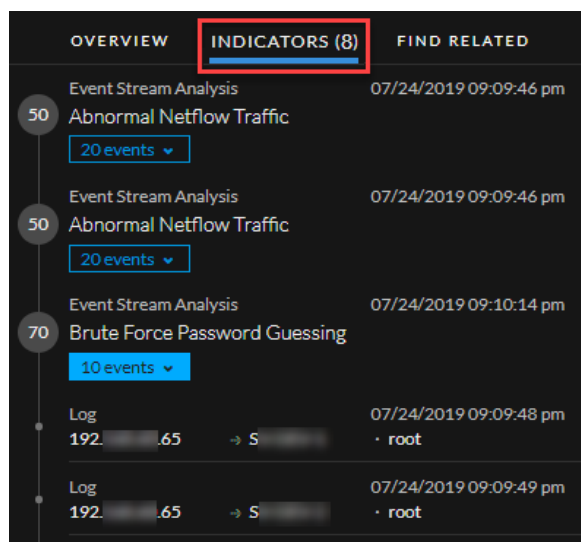 OVERVIEW INDICATORS (8) FIND RELATED
Event Stream Analysis 07/24/2019 09:09:46 pm
50 Abnormal Netflow Traffic
20 events
Event Stream Analysis 07/24/2019 09:09:46 pm
50 Abnormal Netflow Traffic
20 events
Event Stream Analysis 07/24/2019 09:10:14 pm
70 Brute Force Password Guessing
10 events
Log 07/24/2019 09:09:48 pm
192. .65 → S · root
Log 07/24/2019 09:09:49 pm
192. .65 → S · root